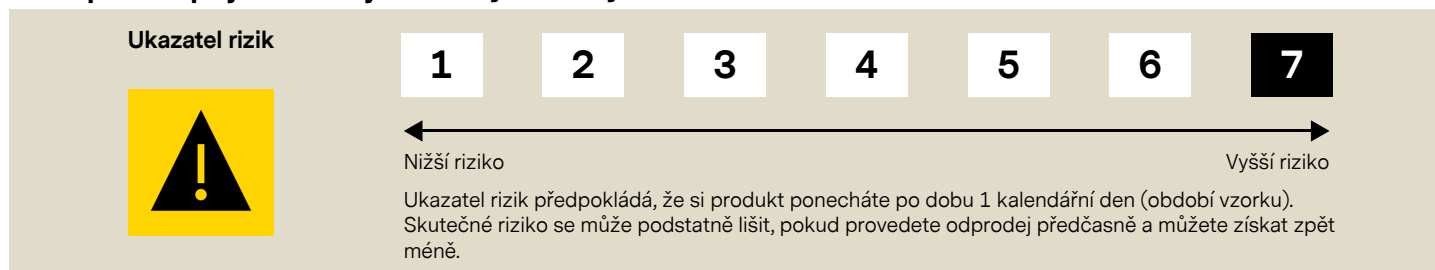 Ukazatel rizik
1 2 3 4 5 6 7
Nižší riziko Vyšší riziko
Ukazatel rizik předpokládá, že si produkt ponecháte po dobu 1 kalendářní den (období vzorku).
Skutečné riziko se může podstatně lišit, pokud provedete odprodej předčasně a můžete získat zpět
méně.